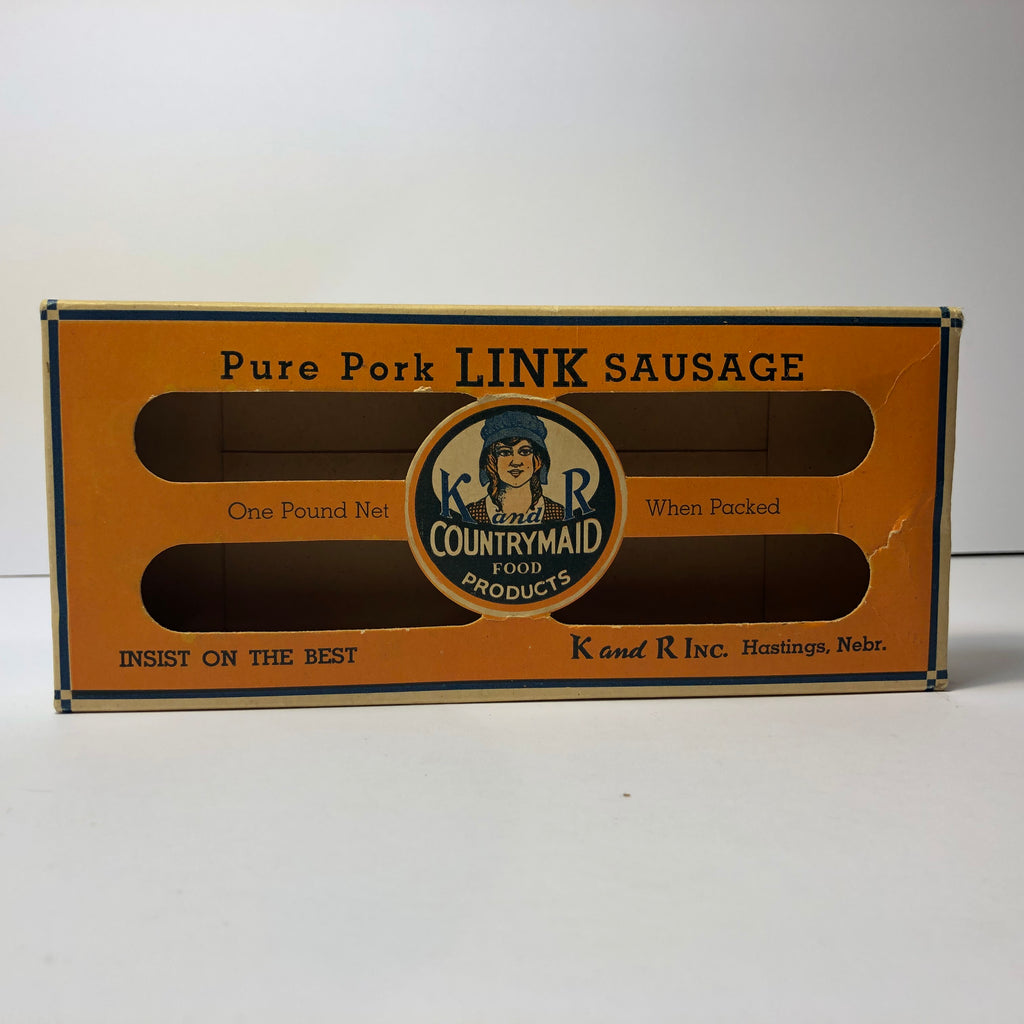 Pure Pork LINK SAUSAGE
One Pound Net
When Packed
K and R
COUNTRYMAID
FOOD
PRODUCTS
INSIST ON THE BEST
K and R INC. Hastings, Nebr.